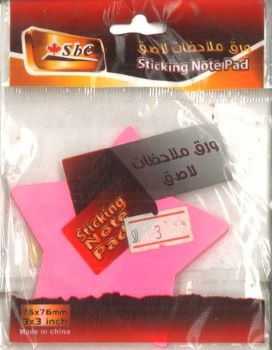 sbc
ورق ملاحظات لاصق
Sticking Note Pad
ورق ملاحظات
لاصق
Sticking
Note
Pad
3
76x76mm
3x3 inch
Made in china